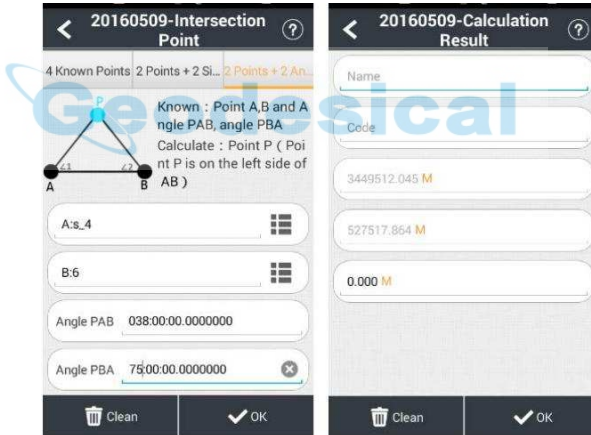 20160509-Intersection
Point
?
4 Known Points
2 Points + 2 Si...
2 Points + 2 An...
P
∠1
∠2
A
B
Known : Point A,B and A
ngle PAB, angle PBA
Calculate : Point P ( Poi
nt P is on the left side of
AB )
A:s_4
B:6
Angle PAB 038:00:00.0000000
Angle PBA 75:00:00.0000000
Clean
OK
20160509-Calculation
Result
?
Name
Code
3449512.045 M
527517.864 M
0.000 M
Clean
OK
Geodesical